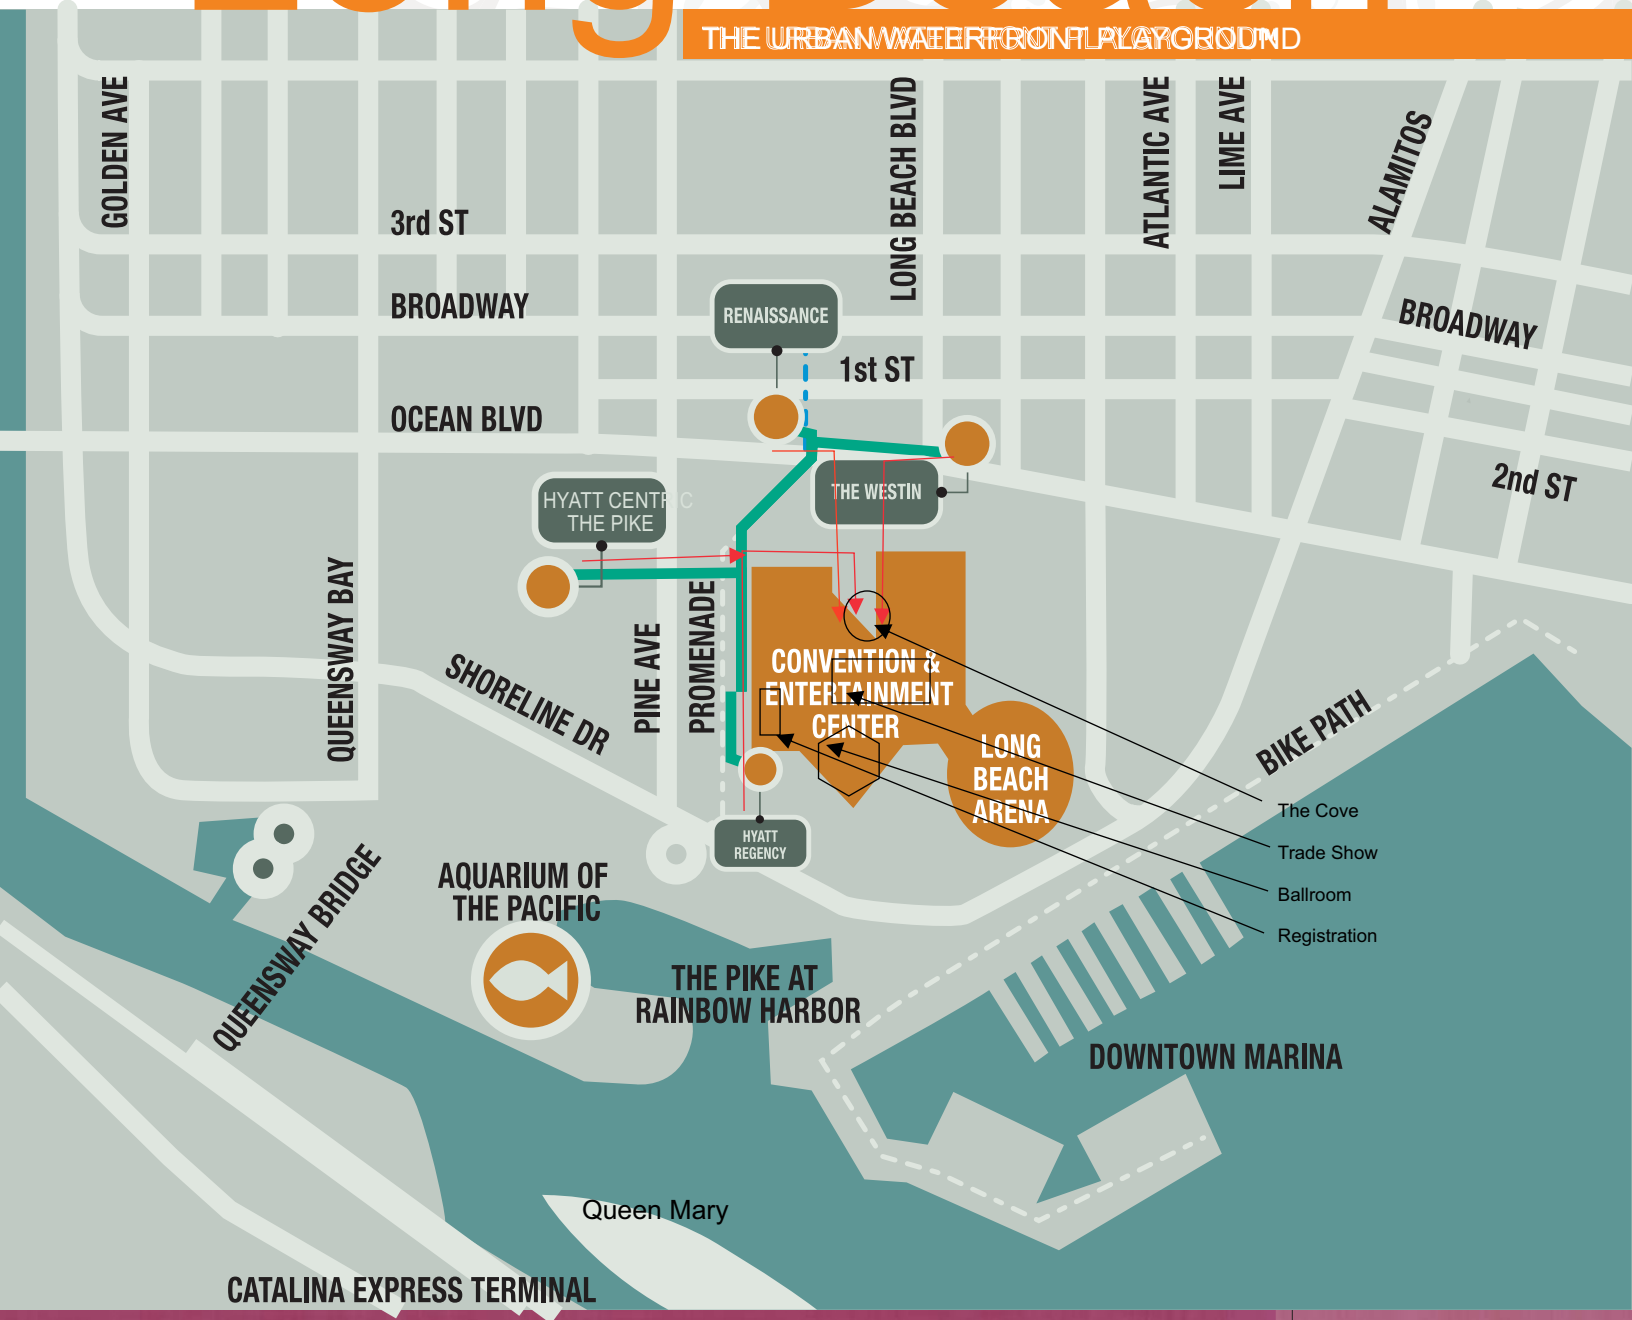 Long Beach
THE URBAN WATERFRONT PLAYGROUND
GOLDEN AVE
LONG BEACH BLVD
ATLANTIC AVE
LIME AVE
ALAMITOS
3rd ST
BROADWAY
BROADWAY
RENAISSANCE
1st ST
OCEAN BLVD
THE WESTIN
2nd ST
HYATT CENTRIC
THE PIKE
QUEENSWAY BAY
SHORELINE DR
PINE AVE
PROMENADE
CONVENTION &
ENTERTAINMENT
CENTER
LONG
BEACH
ARENA
BIKE PATH
The Cove
Trade Show
Ballroom
Registration
HYATT
REGENCY
AQUARIUM OF
THE PACIFIC
QUEENSWAY BRIDGE
THE PIKE AT
RAINBOW HARBOR
DOWNTOWN MARINA
Queen Mary
CATALINA EXPRESS TERMINAL